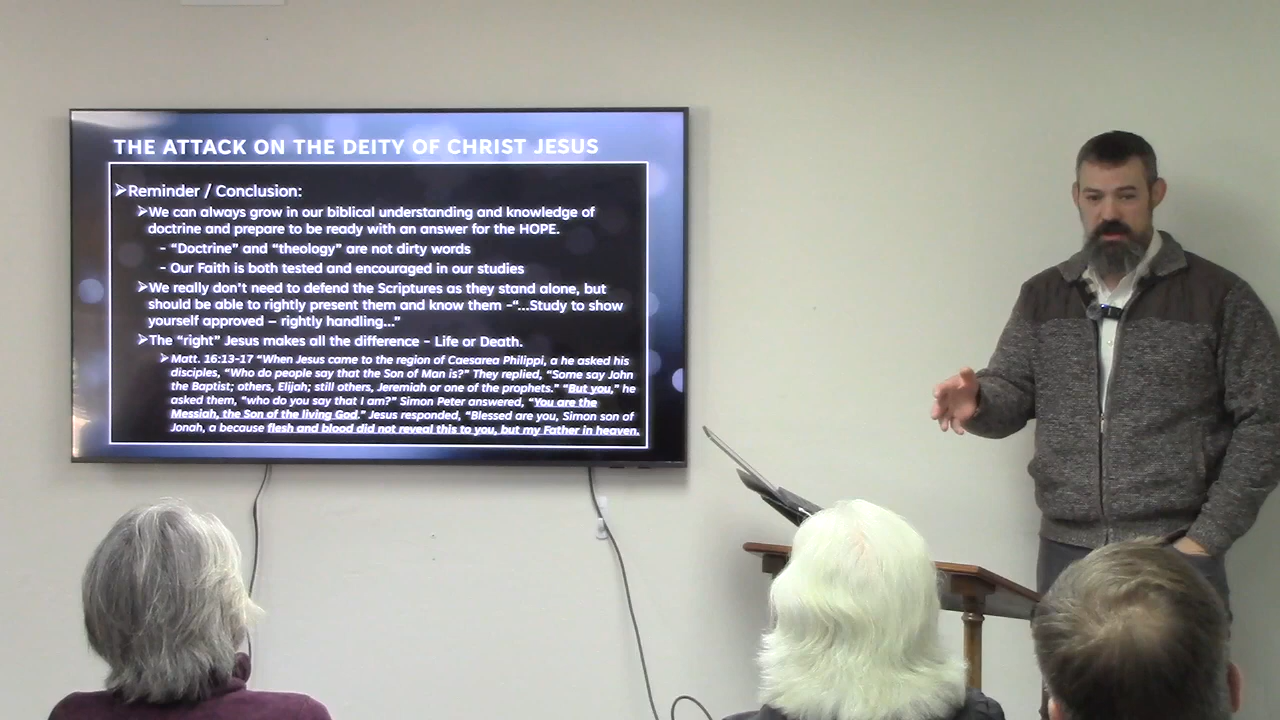 THE ATTACK ON THE DEITY OF CHRIST JESUS
➢Reminder / Conclusion:
➢We can always grow in our biblical understanding and knowledge of
doctrine and prepare to be ready with an answer for the HOPE.
- “Doctrine” and “theology” are not dirty words
- Our Faith is both tested and encouraged in our studies
➢We really don’t need to defend the Scriptures as they stand alone, but
should be able to rightly present them and know them -“...Study to show
yourself approved – rightly handling...”
➢The “right” Jesus makes all the difference - Life or Death.
➢Matt. 16:13-17 “When Jesus came to the region of Caesarea Philippi, a he asked his
disciples, “Who do people say that the Son of Man is?” They replied, “Some say John
the Baptist; others, Elijah; still others, Jeremiah or one of the prophets.” “But you,” he
asked them, “who do you say that I am?” Simon Peter answered, “You are the
Messiah, the Son of the living God.” Jesus responded, “Blessed are you, Simon son of
Jonah, a because flesh and blood did not reveal this to you, but my Father in heaven.